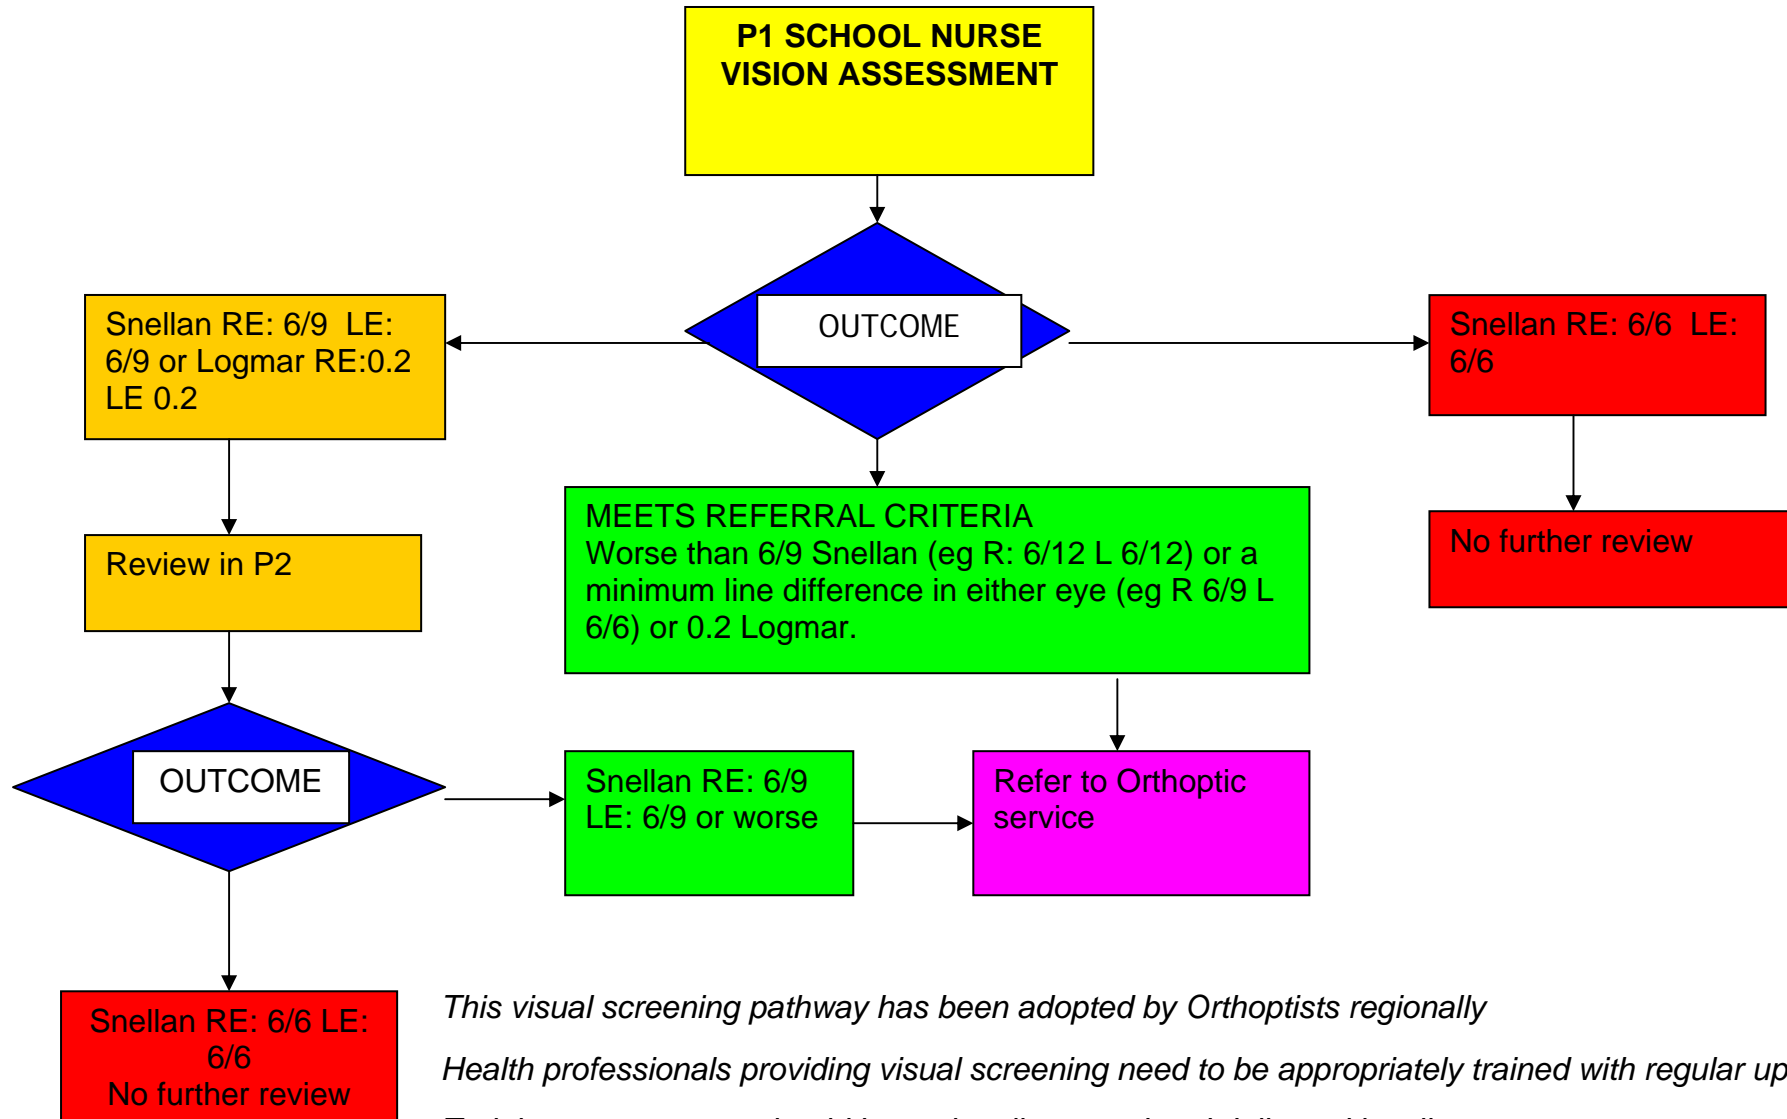 P1 SCHOOL NURSE
VISION ASSESSMENT
OUTCOME
Snellan RE: 6/9 LE:
6/9 or Logmar RE:0.2
LE 0.2
Snellan RE: 6/6 LE:
6/6
Review in P2
MEETS REFERRAL CRITERIA
Worse than 6/9 Snellan (eg R: 6/12 L 6/12) or a
minimum line difference in either eye (eg R 6/9 L
6/6) or 0.2 Logmar.
No further review
OUTCOME
Snellan RE: 6/9
LE: 6/9 or worse
Refer to Orthoptic
service
Snellan RE: 6/6 LE:
6/6
No further review
This visual screening pathway has been adopted by Orthoptists regionally
Health professionals providing visual screening need to be appropriately trained with regular up